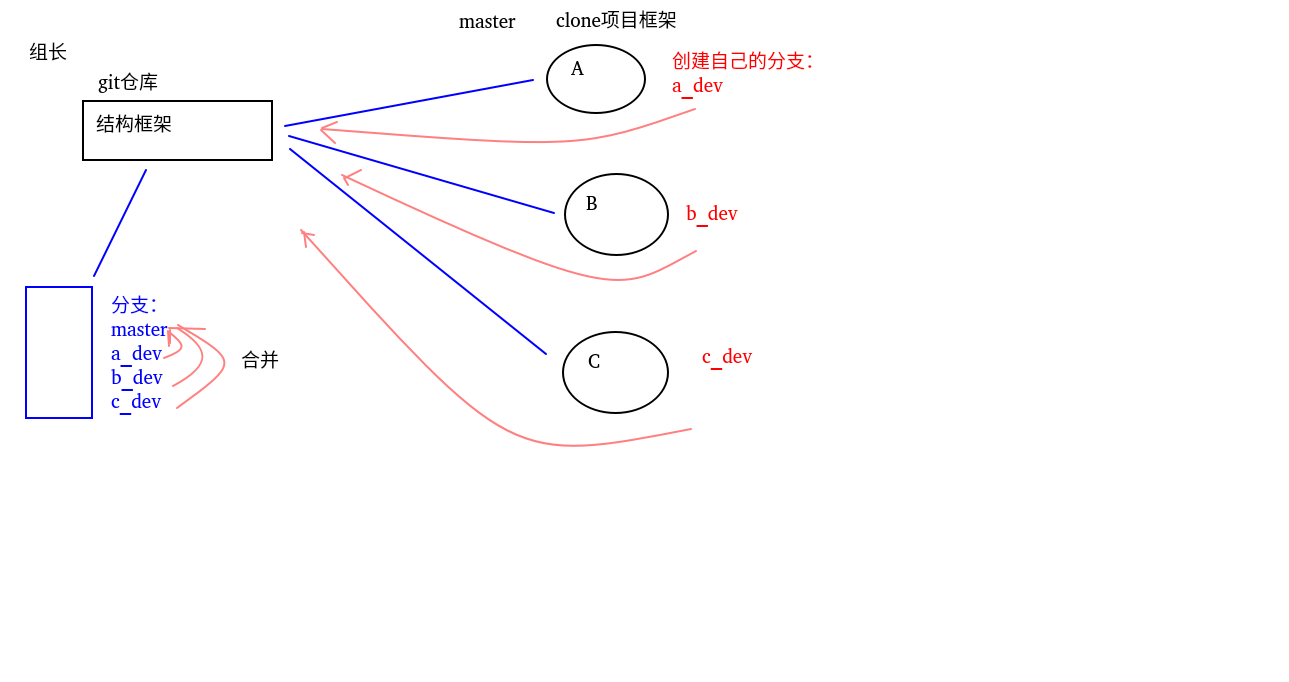 master
clone项目框架
组长
git仓库
结构框架
A
创建自己的分支：
a_dev
B
b_dev
C
c_dev
分支：
master
a_dev
b_dev
c_dev
合并